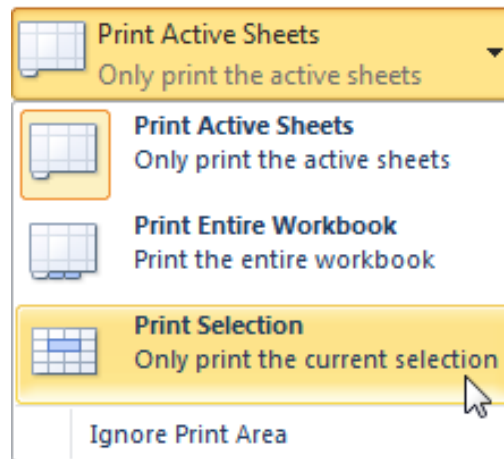 Print Active Sheets
Only print the active sheets
Print Active Sheets
Only print the active sheets
Print Entire Workbook
Print the entire workbook
Print Selection
Only print the current selection
Ignore Print Area